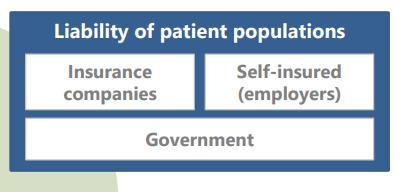 Liability of patient populations
Insurance
companies
Self-insured
(employers)
Government